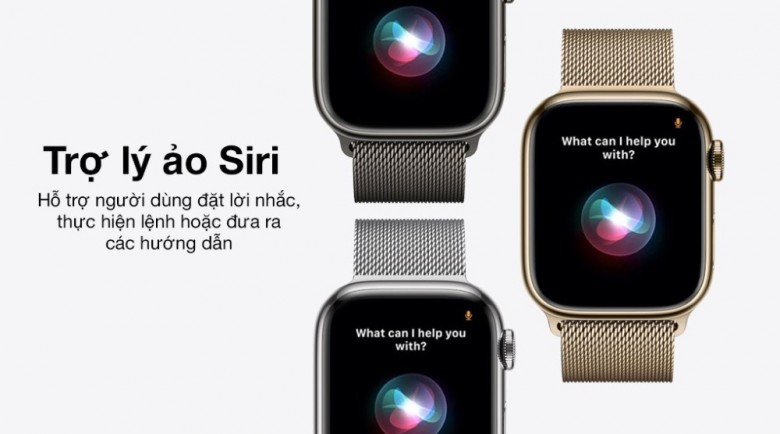 Trợ lý ảo Siri
Hỗ trợ người dùng đặt lời nhắc,
thực hiện lệnh hoặc đưa ra
các hướng dẫn
What can I help you
with?
What can I help you
with?